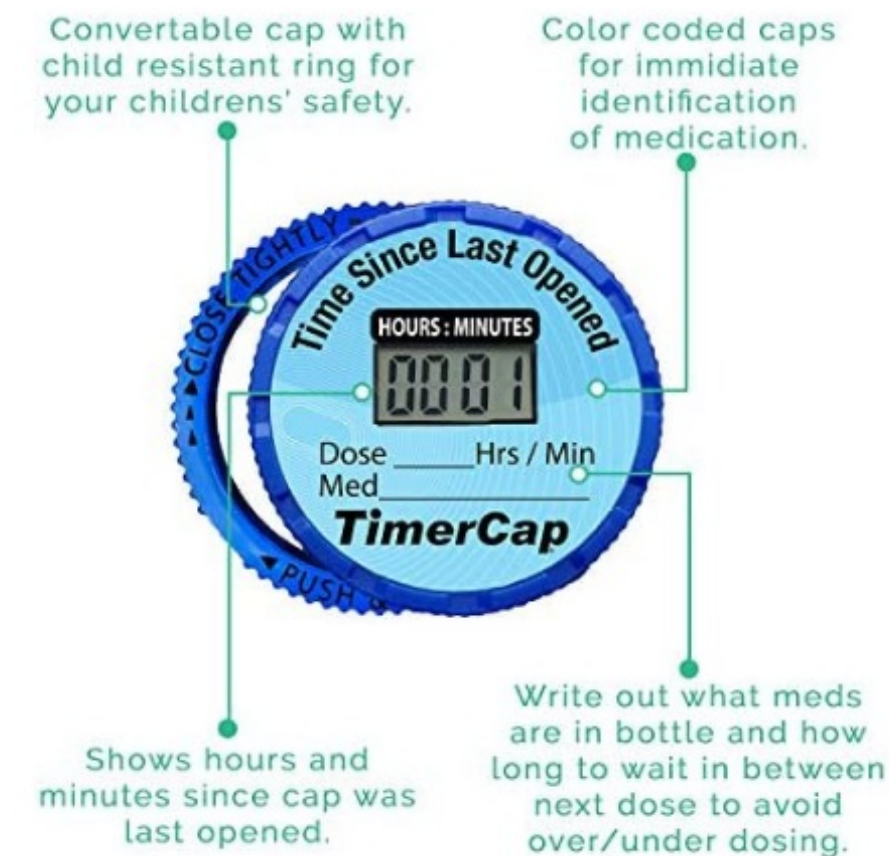 Convertable cap with
child resistant ring for
your childrens' safety.
Color coded caps
for immidiate
identification
of medication.
CLOSE TIGHTLY
PUSH &
Time Since Last Opened
HOURS : MINUTES
0001
Dose _____Hrs / Min
Med______________
TimerCap
Shows hours and
minutes since cap was
last opened.
Write out what meds
are in bottle and how
long to wait in between
next dose to avoid
over/under dosing.